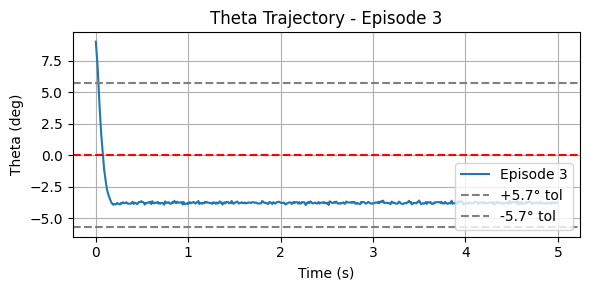 Theta Trajectory - Episode 3
Theta (deg)
7.5
5.0
2.5
0.0
−2.5
−5.0
0
1
2
3
4
5
Time (s)
Episode 3
+5.7° tol
-5.7° tol